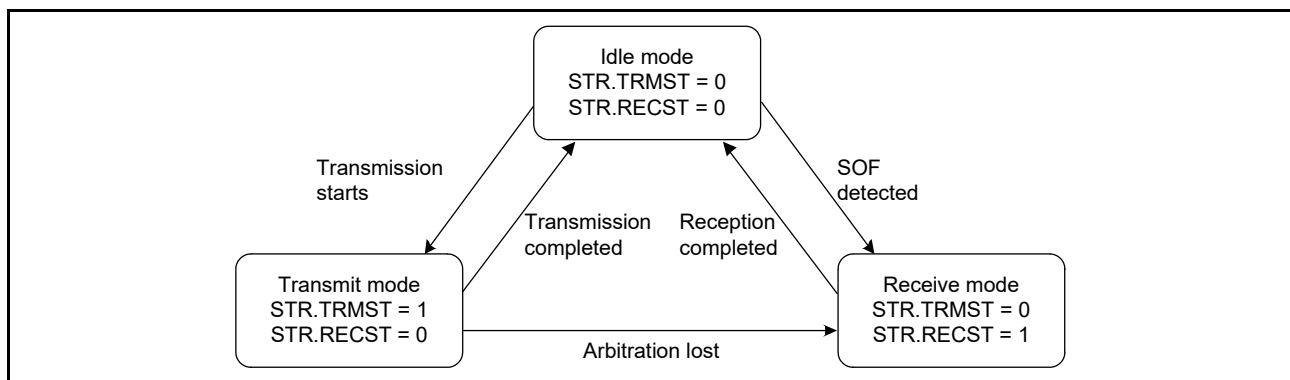 Idle mode
STR.TRMST = 0
STR.RECST = 0
Transmission
starts
SOF
detected
Transmission
completed
Reception
completed
Transmit mode
STR.TRMST = 1
STR.RECST = 0
Receive mode
STR.TRMST = 0
STR.RECST = 1
Arbitration lost